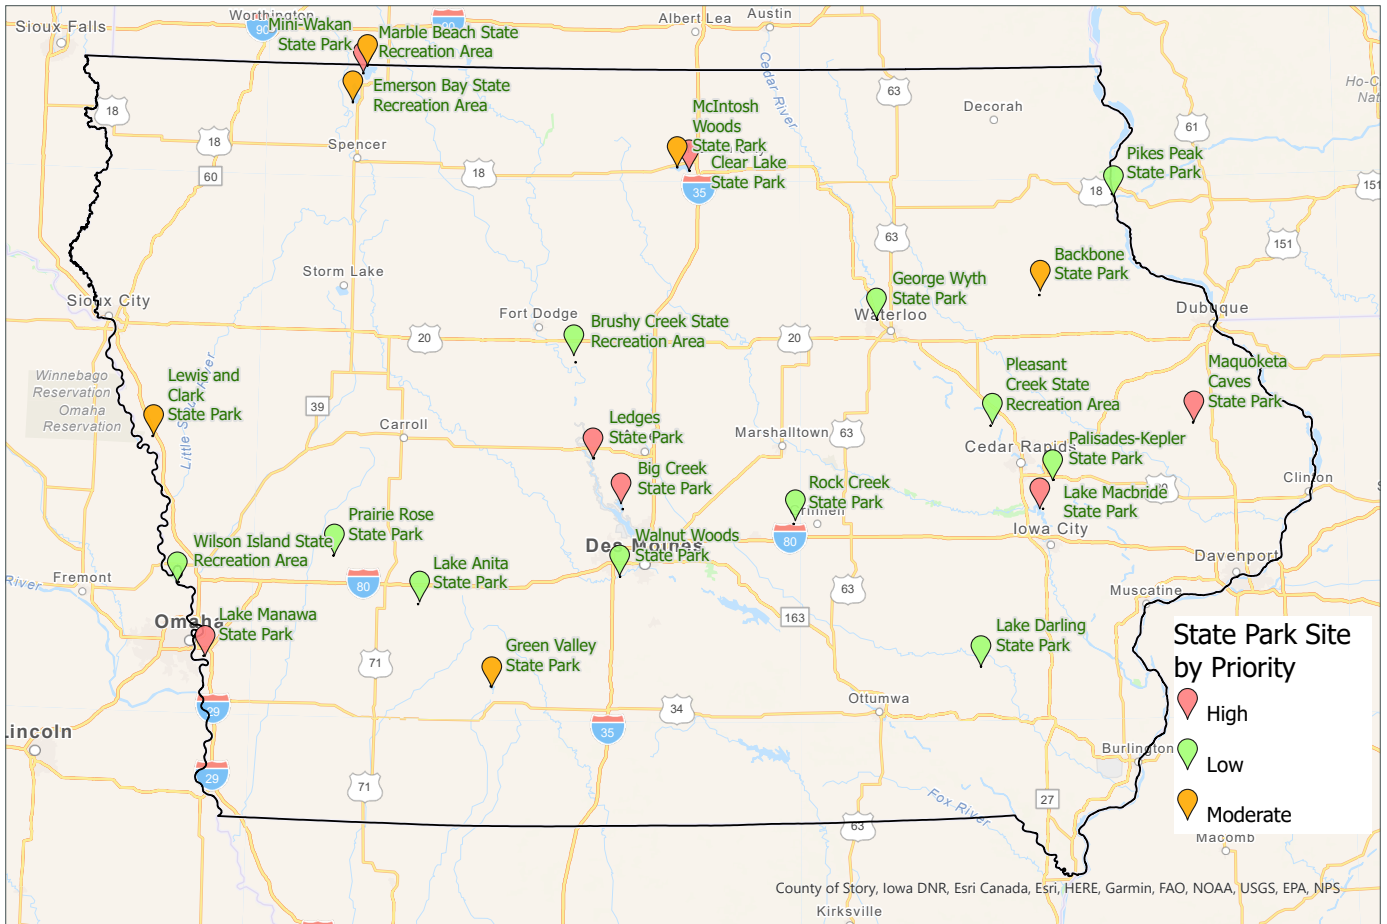 Sioux Falls
Worthington
Albert Lea
Austin
90
90
Mini-Wakan
State Park
Marble Beach State
Recreation Area
Emerson Bay State
Recreation Area
Cedar River
63
Decorah
Ho-C
Nat
18
18
60
Spencer
18
McIntosh
Woods
State Park
Clear Lake
State Park
35
61
Pikes Peak
State Park
18
151
151
63
Storm Lake
Sioux City
Fort Dodge
Brushy Creek State
Recreation Area
George Wyth
State Park
Waterloo
Backbone
State Park
Dubuque
20
20
Winnebago
Reservation
Omaha
Reservation
Lewis and
Clark
State Park
39
Carroll
Ledges
State Park
Big Creek
State Park
Marshalltown
63
Pleasant
Creek State
Recreation Area
Maquoketa
Caves
State Park
Cedar Rapids
Palisades-Kepler
State Park
Lake Macbride
State Park
Clinton
Rock Creek
State Park
Iowa City
Prairie Rose
State Park
Wilson Island State
Recreation Area
Lake Anita
State Park
Des Moines
Walnut Woods
State Park
80
80
Davenport
River
Fremont
63
Muscatine
Omaha
Lake Manawa
State Park
163
71
Green Valley
State Park
Lake Darling
State Park
State Park Site
by Priority
High
Low
Moderate
29
34
35
Ottumwa
Lincoln
Burlington
29
71
27
Fox River
63
Macomb
County of Story, Iowa DNR, Esri Canada, Esri, HERE, Garmin, FAO, NOAA, USGS, EPA, NPS
Kirksville